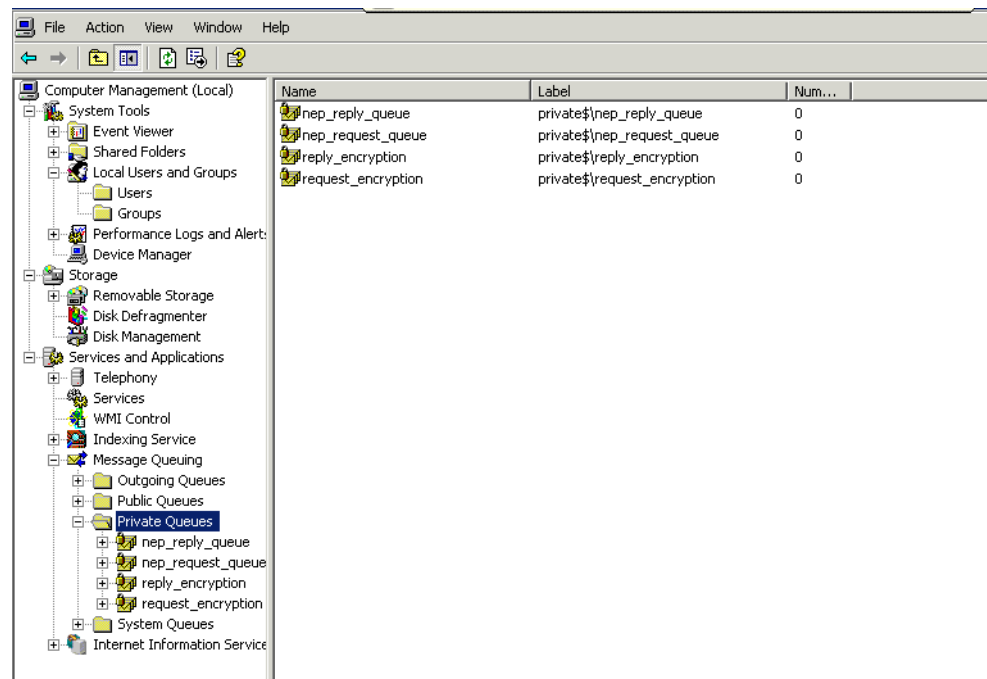 File Action View Window Help
Computer Management (Local)
System Tools
Event Viewer
Shared Folders
Local Users and Groups
Users
Groups
Performance Logs and Alert
Device Manager
Storage
Removable Storage
Disk Defragmenter
Disk Management
Services and Applications
Telephony
Services
WMI Control
Indexing Service
Message Queuing
Outgoing Queues
Public Queues
Private Queues
nep_reply_queue
nep_request_queue
reply_encryption
request_encryption
System Queues
Internet Information Service
Name Label Num...
nep_reply_queue private$\nep_reply_queue 0
nep_request_queue private$\nep_request_queue 0
reply_encryption private$\reply_encryption 0
request_encryption private$\request_encryption 0